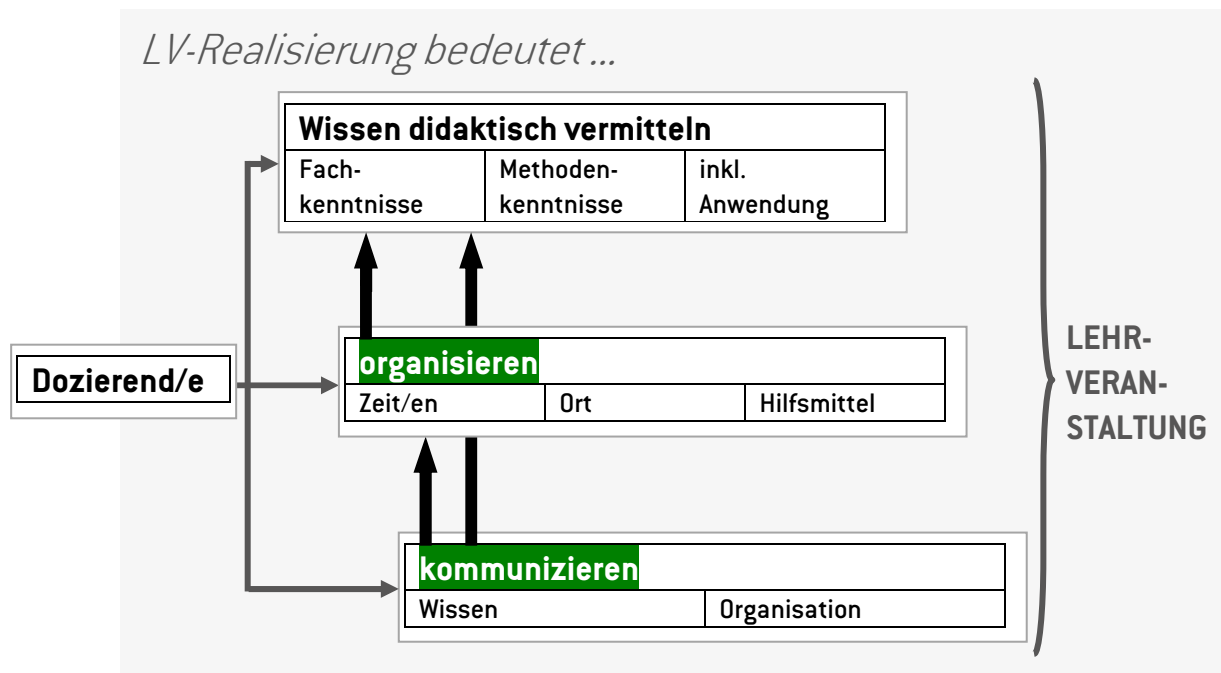 LV-Realisierung bedeutet ...
Wissen didaktisch vermitteln
Fach-
kenntnisse
Methoden-
kenntnisse
inkl.
Anwendung
Dozierend/e
organisieren
Zeit/en
Ort
Hilfsmittel
kommunizieren
Wissen
Organisation
LEHR-
VERAN-
STALTUNG